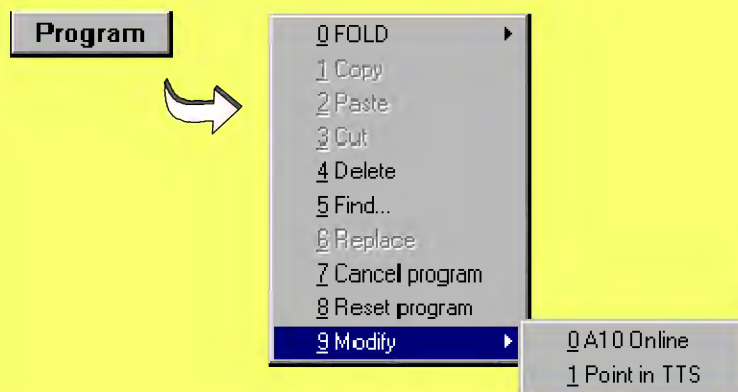 Program
0 FOLD
1 Copy
2 Paste
3 Cut
4 Delete
5 Find...
6 Replace
7 Cancel program
8 Reset program
9 Modify
0 A10 Online
1 Point in TTS